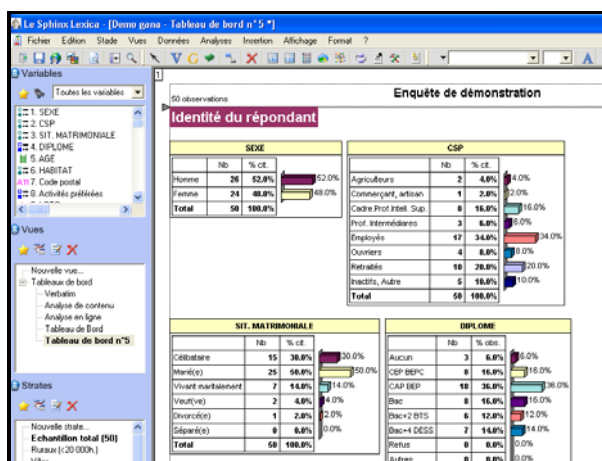 Le Sphinx Lexica - [Demo gana - Tableau de bord n°5 *]
Fichier Edition Stade Vues Données Analyses Insertion Affichage Format ?
Variables
Toutes les variables
1. SEXE
2. CSP
3. SIT. MATRIMONIALE
4. DIPLOME
5. AGE
6. HABITAT
7. Code postal
8. Activités préférées
Vues
Nouvelle vue...
Tableaux de bord
Verbatim
Analyse de contenu
Analyse en ligne
Tableau de Bord
Tableau de bord n°5
Strates
Nouvelle strate...
Echantillon total (50)
Ruraux (<20 000h.)
1
50 observations
Enquête de démonstration
Identité du répondant
SEXE
Nb % cit.
Homme 26 52.0% 52.0%
Femme 24 48.0% 48.0%
Total 50 100.0%
CSP
Nb % cit.
Agriculteurs 2 4.0% 4.0%
Commerçant, artisan 1 2.0% 2.0%
Cadre Prof.Intell. Sup. 8 16.0% 16.0%
Prof. Intermédiares 3 6.0% 6.0%
Employés 17 34.0% 34.0%
Ouvriers 4 8.0% 8.0%
Retraités 10 20.0% 20.0%
Inactifs, Autre 5 10.0% 10.0%
Total 50 100.0%
SIT. MATRIMONIALE
Nb % cit.
Célibataire 15 30.0% 30.0%
Marié(e) 25 50.0% 50.0%
Vivant maritalement 7 14.0% 14.0%
Veuf(ve) 2 4.0% 4.0%
Divorcé(e) 1 2.0% 2.0%
Séparé(e) 0 0.0% 0.0%
Total 50 100.0%
DIPLOME
Nb % obs.
Aucun 3 6.0% 6.0%
CEP BEPC 8 16.0% 16.0%
CAP BEP 18 36.0% 36.0%
Bac 8 16.0% 16.0%
Bac+2 BTS 6 12.0% 12.0%
Bac+4 DESS 7 14.0% 14.0%
Refus 0 0.0% 0.0%
Autres 0 0.0% 0.0%